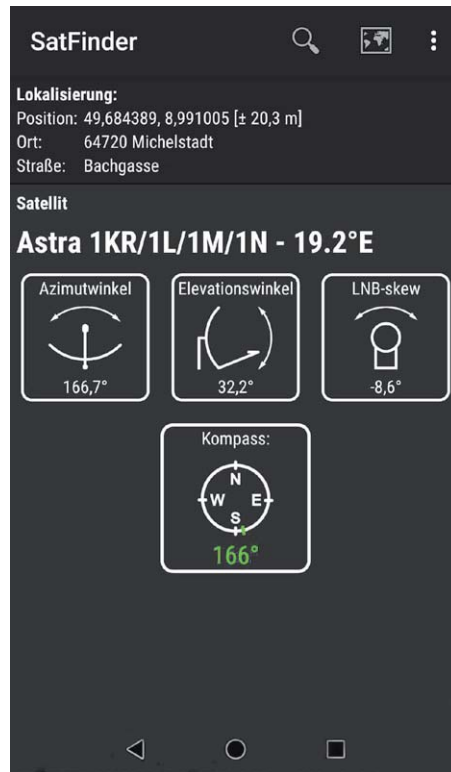 SatFinder
Lokalisierung:
Position: 49,684389, 8,991005 [± 20,3 m]
Ort: 64720 Michelstadt
Straße: Bachgasse
Satellit
Astra 1KR/1L/1M/1N - 19.2°E
Azimutwinkel Elevationswinkel LNB-skew
166,7° 32,2° -8,6°
Kompass:
N
W E
S
166°